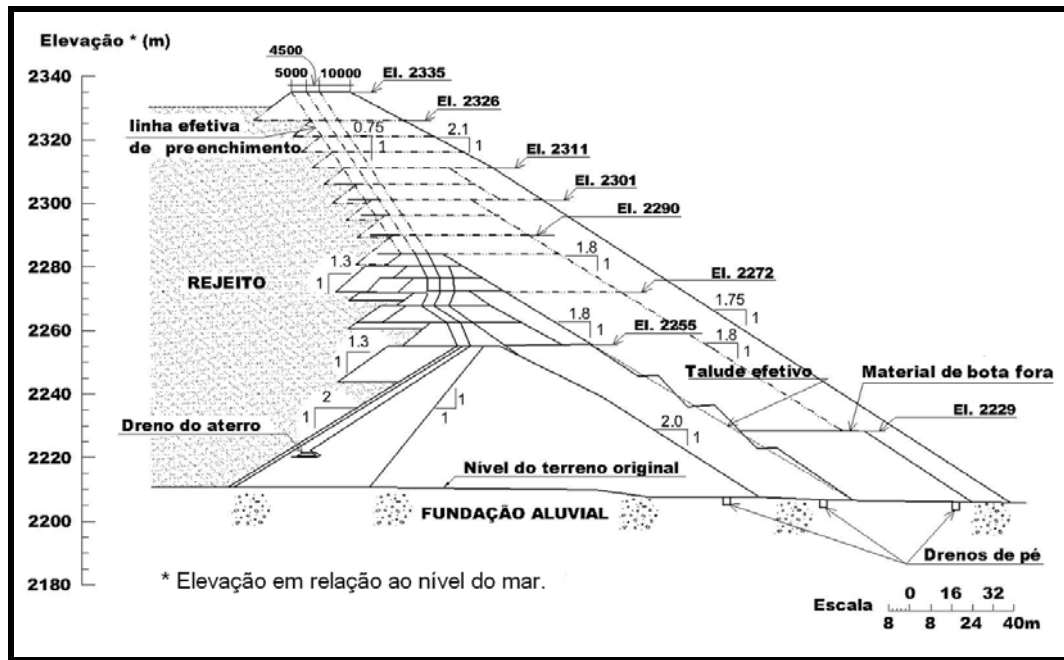 Elevação * (m)
2340
2320
2300
2280
2260
2240
2220
2200
2180
4500
5000 10000
El. 2335
El. 2326
linha efetiva
de preenchimento
0.75
1
2.1
1
El. 2311
El. 2301
El. 2290
1.8
1
1.3
1
REJEITO
El. 2272
1.75
1
1.8
1
El. 2255
1.8
1
1.3
1
Talude efetivo
Material de bota fora
2
1
El. 2229
1
1
2.0
1
Dreno do aterro
Nível do terreno original
FUNDAÇÃO ALUVIAL
Drenos de pé
* Elevação em relação ao nível do mar.
Escala
0 16 32
8 8 24 40m